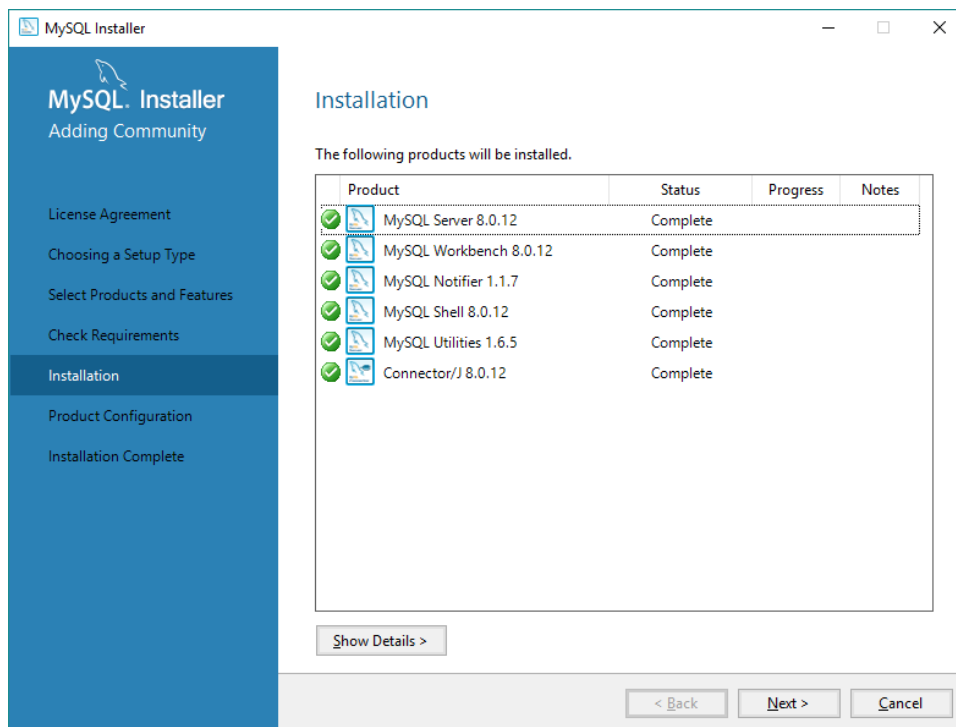 MySQL Installer
MySQL. Installer
Adding Community
License Agreement
Choosing a Setup Type
Select Products and Features
Check Requirements
Installation
Product Configuration
Installation Complete
Installation
The following products will be installed.
Product Status Progress Notes
MySQL Server 8.0.12 Complete
MySQL Workbench 8.0.12 Complete
MySQL Notifier 1.1.7 Complete
MySQL Shell 8.0.12 Complete
MySQL Utilities 1.6.5 Complete
Connector/J 8.0.12 Complete
Show Details >
< Back Next > Cancel